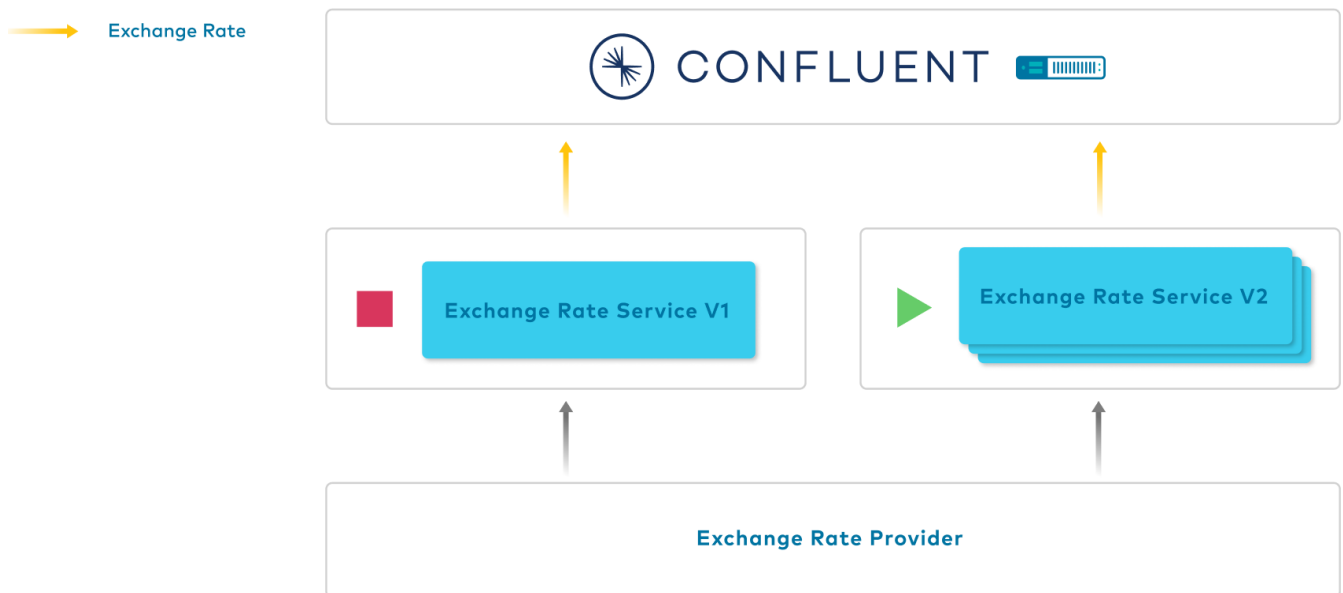 Exchange Rate
CONFLUENT
Exchange Rate Service V1
Exchange Rate Service V2
Exchange Rate Provider